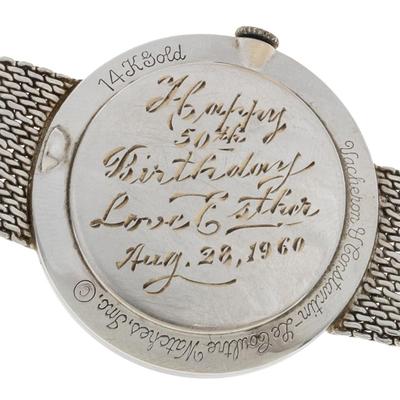 14K Gold
Happy
50th
Birthday
Love Esther
Aug. 28, 1960
Vacheron & Constantin - Le Coultre Watches, Inc. ©